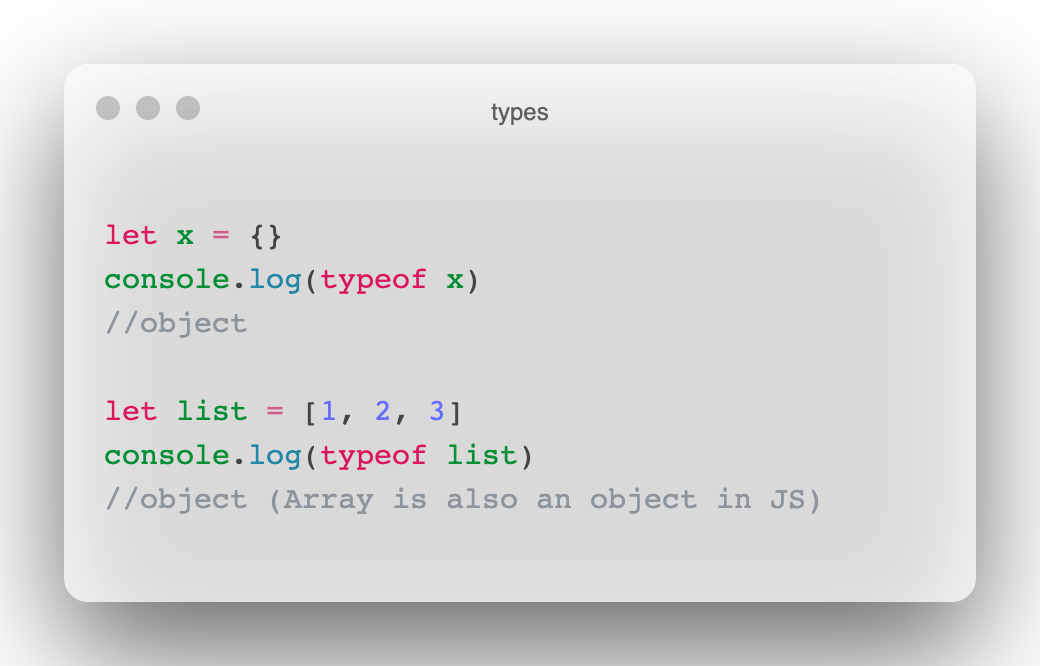 types
let x = {}
console.log(typeof x)
//object
let list = [1, 2, 3]
console.log(typeof list)
//object (Array is also an object in JS)